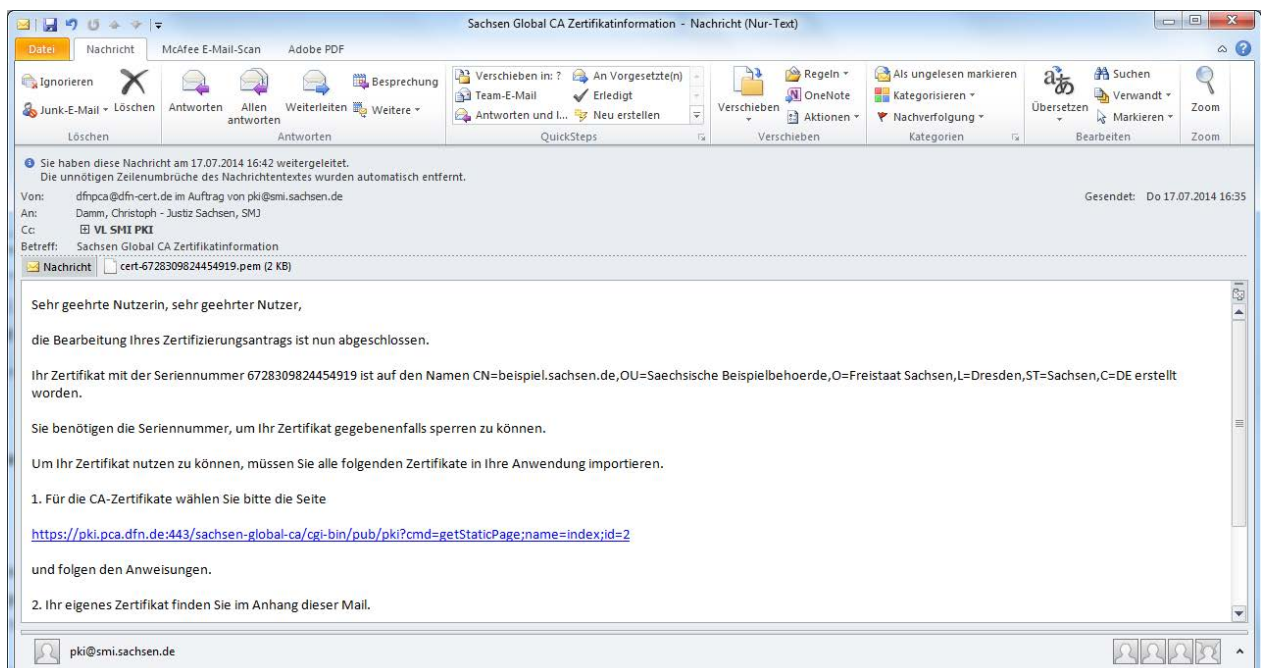 Sachsen Global CA Zertifikatinformation - Nachricht (Nur-Text)
Datei Nachricht McAfee E-Mail-Scan Adobe PDF
Ignorieren
Junk-E-Mail Löschen
Löschen
Antworten Allen antworten Weiterleiten
Besprechung
Weitere
Antworten
Verschieben in: ?
Team-E-Mail
Antworten und l...
An Vorgesetzte(n)
Erledigt
Neu erstellen
QuickSteps
Verschieben
Regeln
OneNote
Aktionen
Verschieben
Als ungelesen markieren
Kategorisieren
Nachverfolgung
Kategorien
Übersetzen
Suchen
Verwandt
Markieren
Bearbeiten
Zoom
Zoom
Sie haben diese Nachricht am 17.07.2014 16:42 weitergeleitet.
Die unnötigen Zeilenumbrüche des Nachrichtentextes wurden automatisch entfernt.
Von: dfnpca@dfn-cert.de im Auftrag von pki@smi.sachsen.de Gesendet: Do 17.07.2014 16:35
An: Damm, Christoph - Justiz Sachsen, SMJ
Cc: VL SMI PKI
Betreff: Sachsen Global CA Zertifikatinformation
Nachricht cert-6728309824454919.pem (2 KB)
Sehr geehrte Nutzerin, sehr geehrter Nutzer,
die Bearbeitung Ihres Zertifizierungsantrags ist nun abgeschlossen.
Ihr Zertifikat mit der Seriennummer 6728309824454919 ist auf den Namen CN=beispiel.sachsen.de,OU=Saechsische Beispielbehoerde,O=Freistaat Sachsen,L=Dresden,ST=Sachsen,C=DE erstellt
worden.
Sie benötigen die Seriennummer, um Ihr Zertifikat gegebenenfalls sperren zu können.
Um Ihr Zertifikat nutzen zu können, müssen Sie alle folgenden Zertifikate in Ihre Anwendung importieren.
1. Für die CA-Zertifikate wählen Sie bitte die Seite
https://pki.pca.dfn.de:443/sachsen-global-ca/cgi-bin/pub/pki?cmd=getStaticPage;name=index;id=2
und folgen den Anweisungen.
2. Ihr eigenes Zertifikat finden Sie im Anhang dieser Mail.
pki@smi.sachsen.de